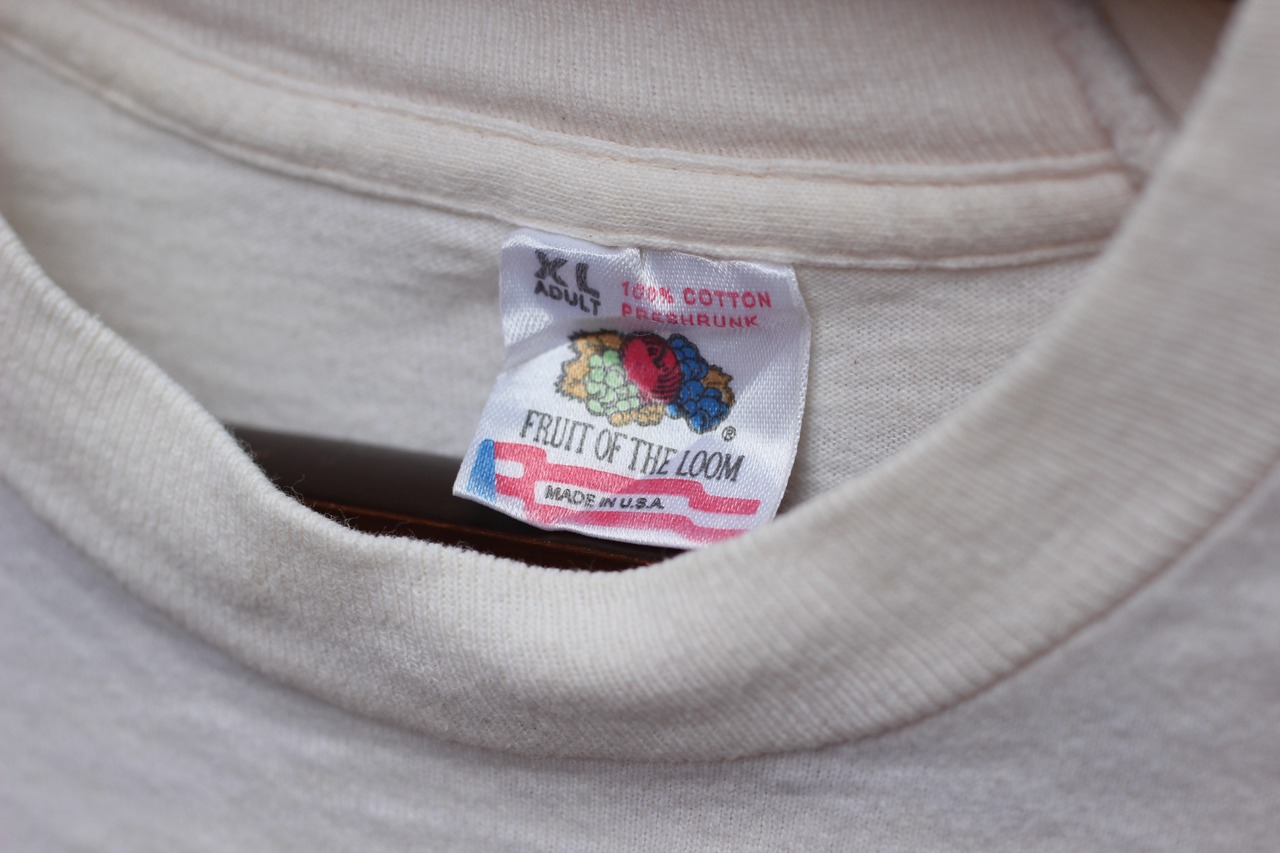 XL
ADULT
100% COTTON
PRESHRUNK
®
FRUIT OF THE LOOM
MADE IN U.S.A.